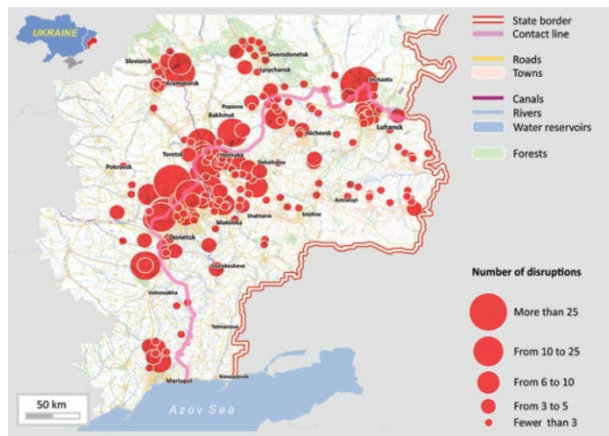 UKRAINE
State border
Contact line
Roads
Towns
Canals
Rivers
Water reservoirs
Forests
Sloviansk
Sivierodonetsk
Kramatorsk
Lysychansk
Shchastia
Popasna
Bakhmut
Luhansk
Alchevsk
Toretsk
Horlivka
Debaltseve
Pokrovsk
Antratsyt
Shahtarsk
Snizhne
Makiivka
Donetsk
Starobesheve
Volnovakha
Telmanove
Mariupol
Novoazovsk
Azov Sea
50 km
Number of disruptions
More than 25
From 10 to 25
From 6 to 10
From 3 to 5
Fewer than 3